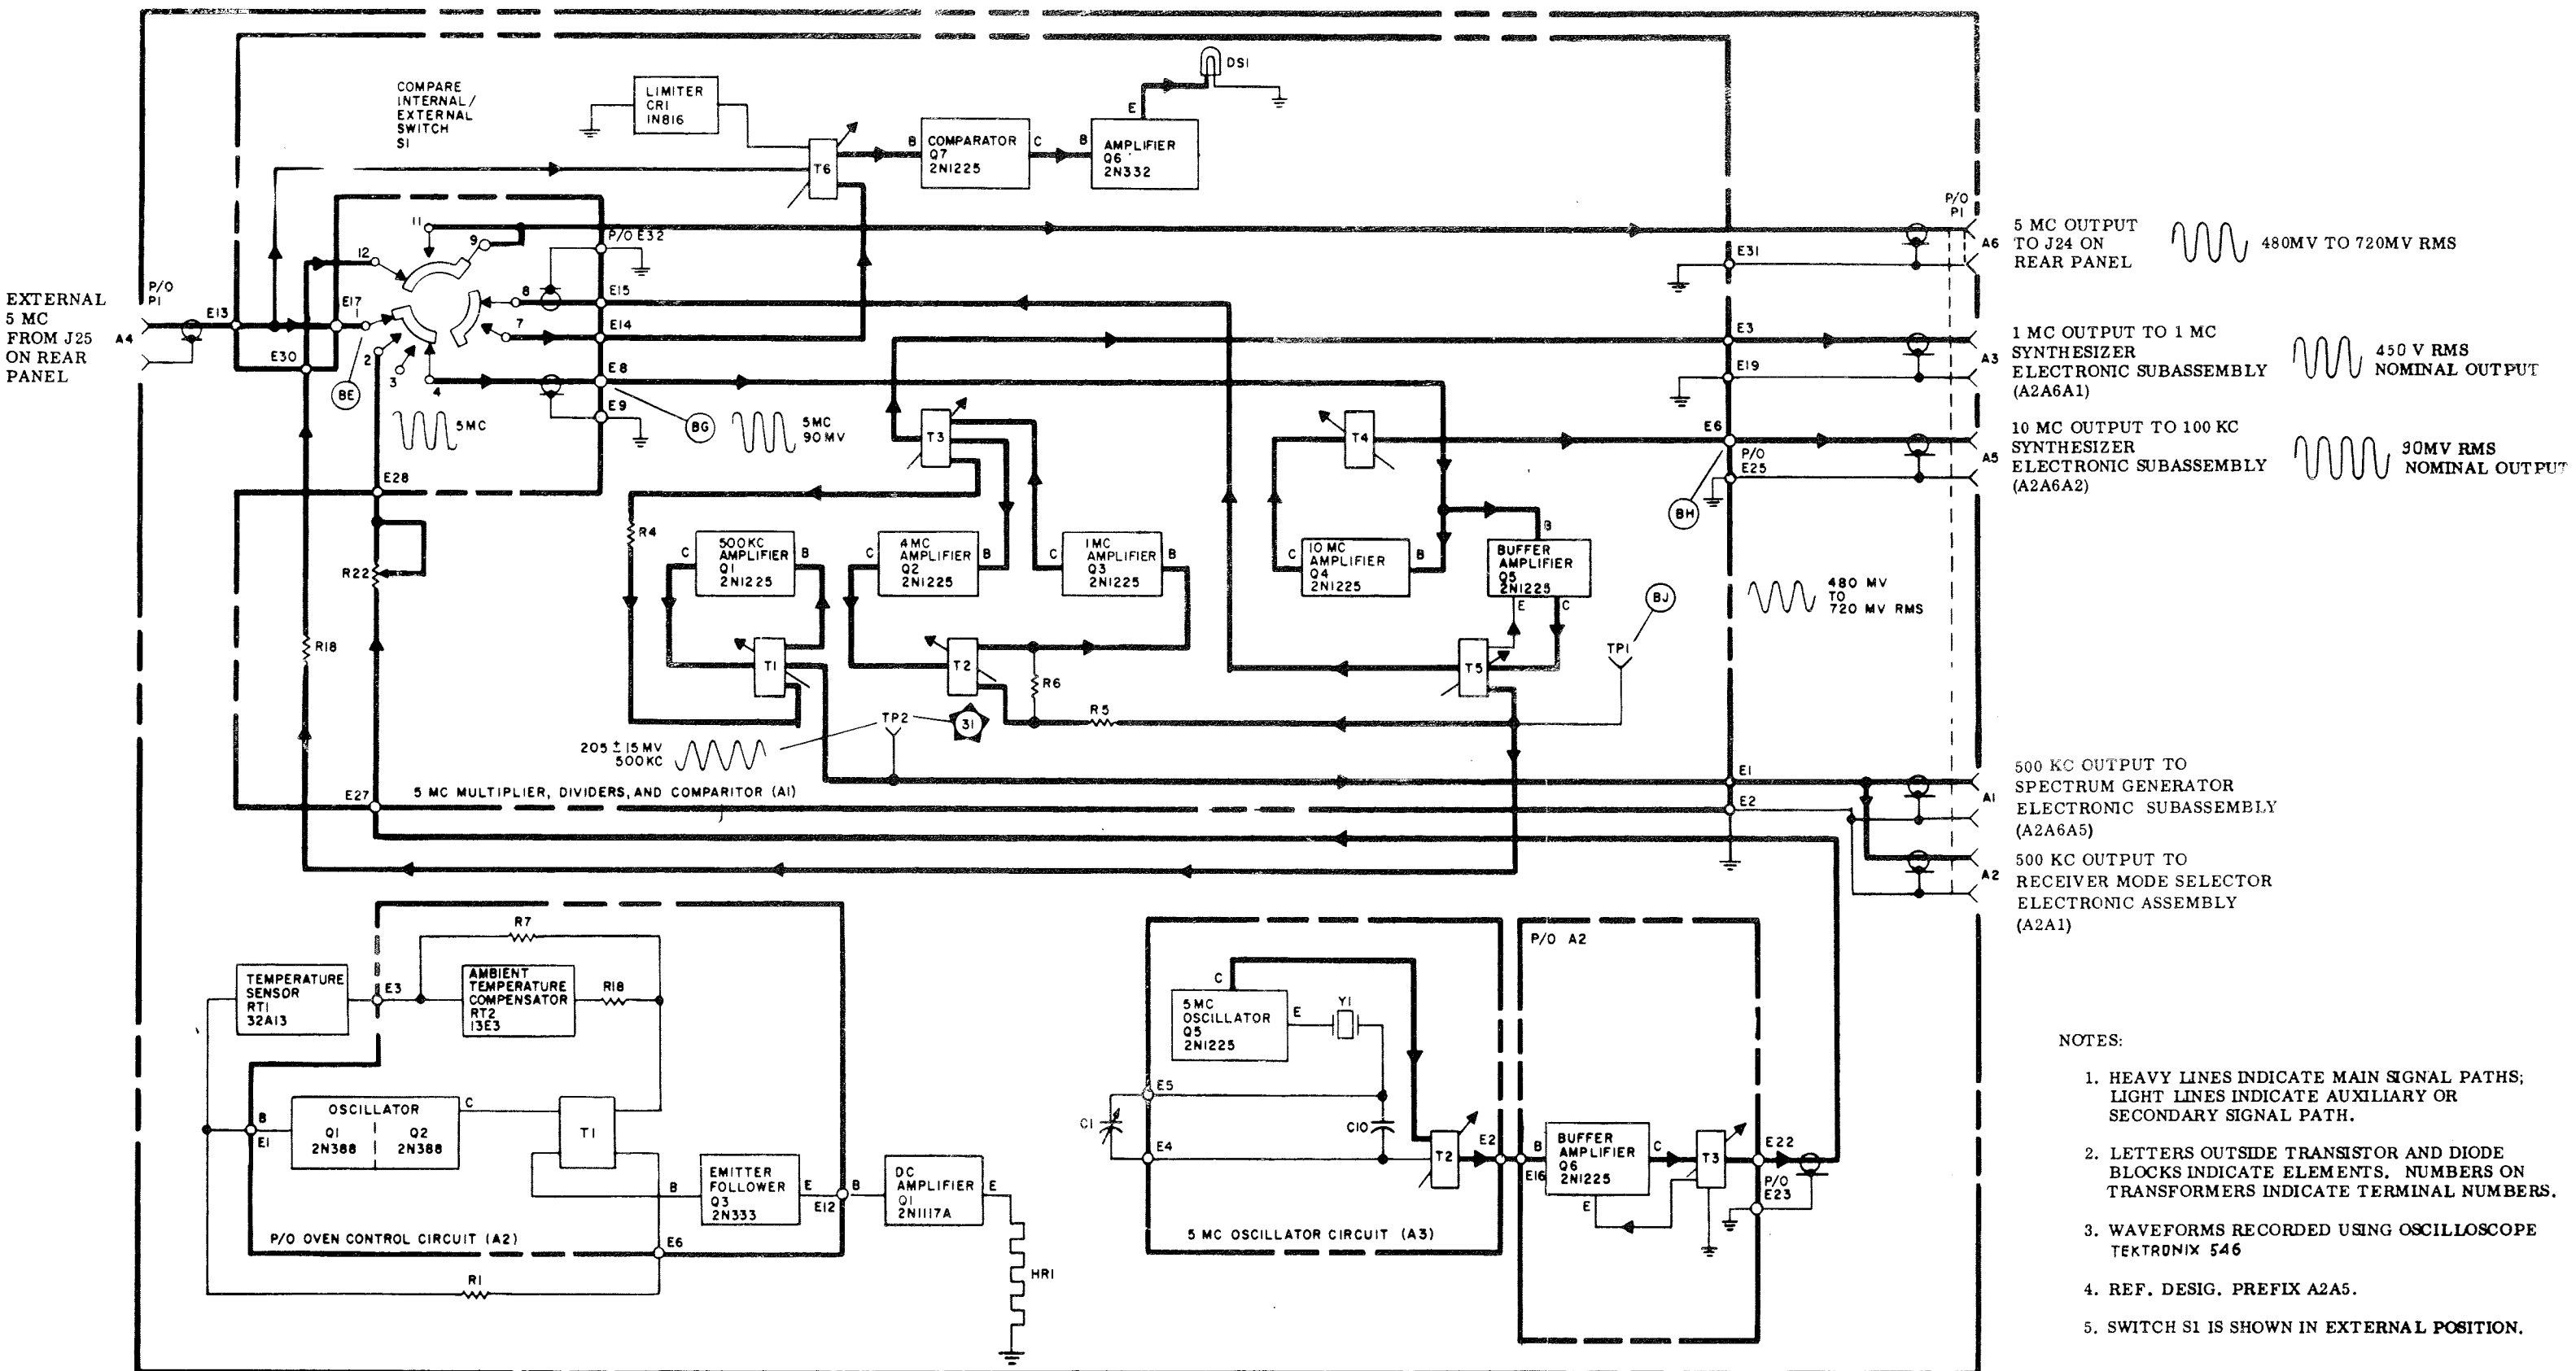 COMPARE
INTERNAL/
EXTERNAL
SWITCH
S1
LIMITER
CR1
1N816
DS1
E
T6
B
COMPARATOR
Q7
2N1225
C
B
AMPLIFIER
Q6
2N332
EXTERNAL
5 MC
FROM J25
ON REAR
PANEL
P/O
P1
A4
E13
E17
E30
11
9
12
1
2
3
4
8
7
P/O E32
E15
E14
E8
E9
BE
5MC
BG
5MC
90MV
E28
R22
R18
E27
T3
R4
C
500KC
AMPLIFIER
Q1
2N1225
B
C
4MC
AMPLIFIER
Q2
2N1225
B
C
1MC
AMPLIFIER
Q3
2N1225
B
T1
T2
R6
R5
TP2
31
205 ± 15MV
500KC
T4
C
10MC
AMPLIFIER
Q4
2N1225
B
B
BUFFER
AMPLIFIER
Q5
2N1225
E
C
T5
TP1
BJ
BH
480 MV
TO
720 MV RMS
5 MC MULTIPLIER, DIVIDERS, AND COMPARITOR (A1)
E31
E3
E19
E6
P/O
E25
E1
E2
P/O
P1
A6
5 MC OUTPUT
TO J24 ON
REAR PANEL
480MV TO 720MV RMS
A3
1 MC OUTPUT TO 1 MC
SYNTHESIZER
ELECTRONIC SUBASSEMBLY
(A2A6A1)
450 V RMS
NOMINAL OUTPUT
A5
10 MC OUTPUT TO 100 KC
SYNTHESIZER
ELECTRONIC SUBASSEMBLY
(A2A6A2)
90MV RMS
NOMINAL OUTPUT
A1
500 KC OUTPUT TO
SPECTRUM GENERATOR
ELECTRONIC SUBASSEMBLY
(A2A6A5)
A2
500 KC OUTPUT TO
RECEIVER MODE SELECTOR
ELECTRONIC ASSEMBLY
(A2A1)
TEMPERATURE
SENSOR
RT1
32A13
E3
R7
AMBIENT
TEMPERATURE
COMPENSATOR
RT2
13E3
R18
B
E1
OSCILLATOR
Q1
2N388
Q2
2N388
C
T1
B
EMITTER
FOLLOWER
Q3
2N333
E
E12
B
DC
AMPLIFIER
Q1
2N1117A
E
HR1
P/O OVEN CONTROL CIRCUIT (A2)
E6
R1
C
5MC
OSCILLATOR
Q5
2N1225
E
Y1
E5
C1
E4
C10
T2
E2
5 MC OSCILLATOR CIRCUIT (A3)
P/O A2
B
E16
BUFFER
AMPLIFIER
Q6
2N1225
C
E
T3
E22
P/O
E23
NOTES:
1. HEAVY LINES INDICATE MAIN SIGNAL PATHS;
LIGHT LINES INDICATE AUXILIARY OR
SECONDARY SIGNAL PATH.
2. LETTERS OUTSIDE TRANSISTOR AND DIODE
BLOCKS INDICATE ELEMENTS. NUMBERS ON
TRANSFORMERS INDICATE TERMINAL NUMBERS.
3. WAVEFORMS RECORDED USING OSCILLOSCOPE
TEKTRONIX 546
4. REF. DESIG. PREFIX A2A5.
5. SWITCH S1 IS SHOWN IN EXTERNAL POSITION.